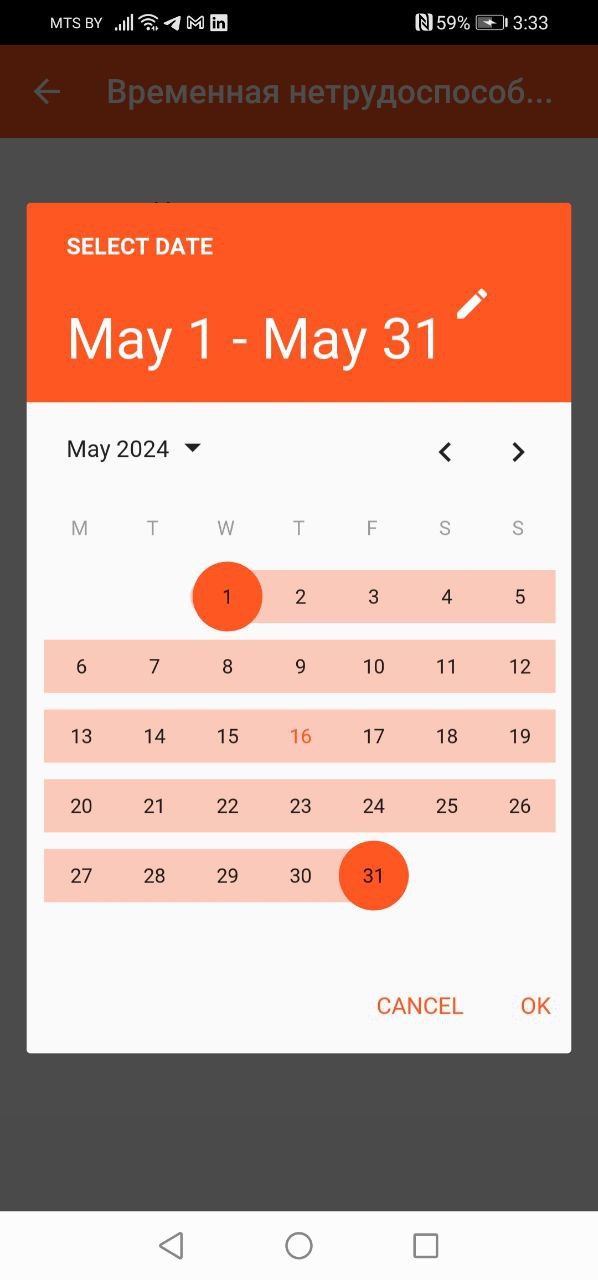 MTS BY 59% 3:33
Временная нетрудоспособ...
SELECT DATE
May 1 - May 31
May 2024
M T W T F S S
1 2 3 4 5
6 7 8 9 10 11 12
13 14 15 16 17 18 19
20 21 22 23 24 25 26
27 28 29 30 31
CANCEL OK